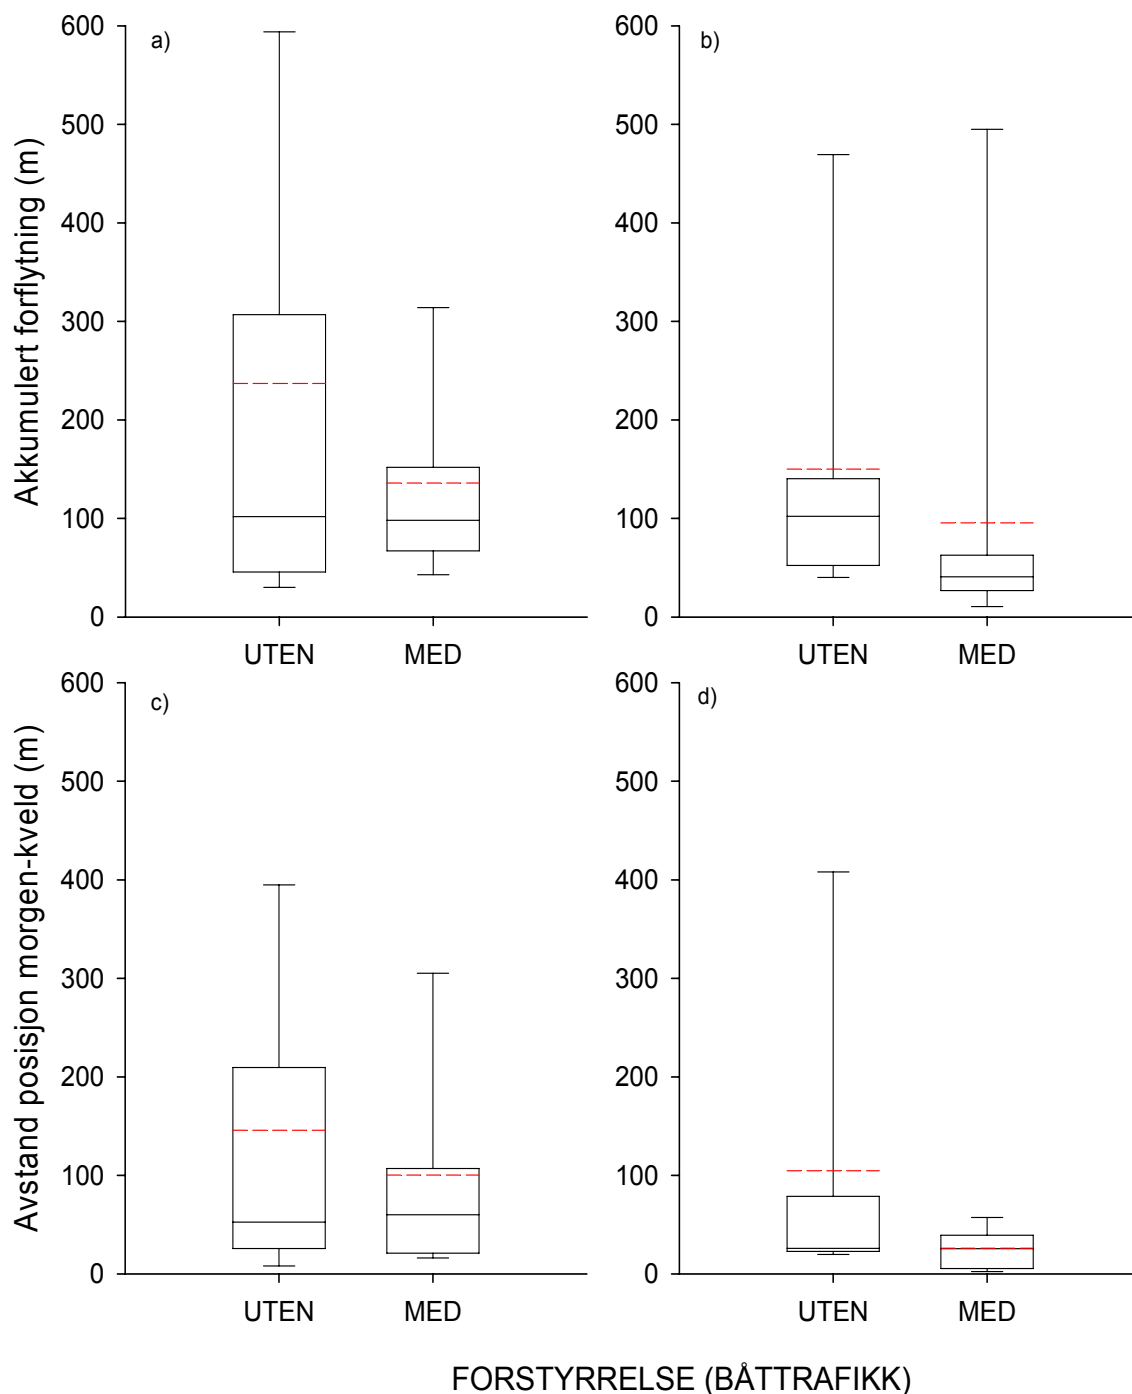 a)
Akkumulert forflytning (m)
600
500
400
300
200
100
0
UTEN MED
b)
600
500
400
300
200
100
0
UTEN MED
c)
Avstand posisjon morgen-kveld (m)
600
500
400
300
200
100
0
UTEN MED
d)
600
500
400
300
200
100
0
UTEN MED
FORSTYRRELSE (BÅTTRAFIKK)